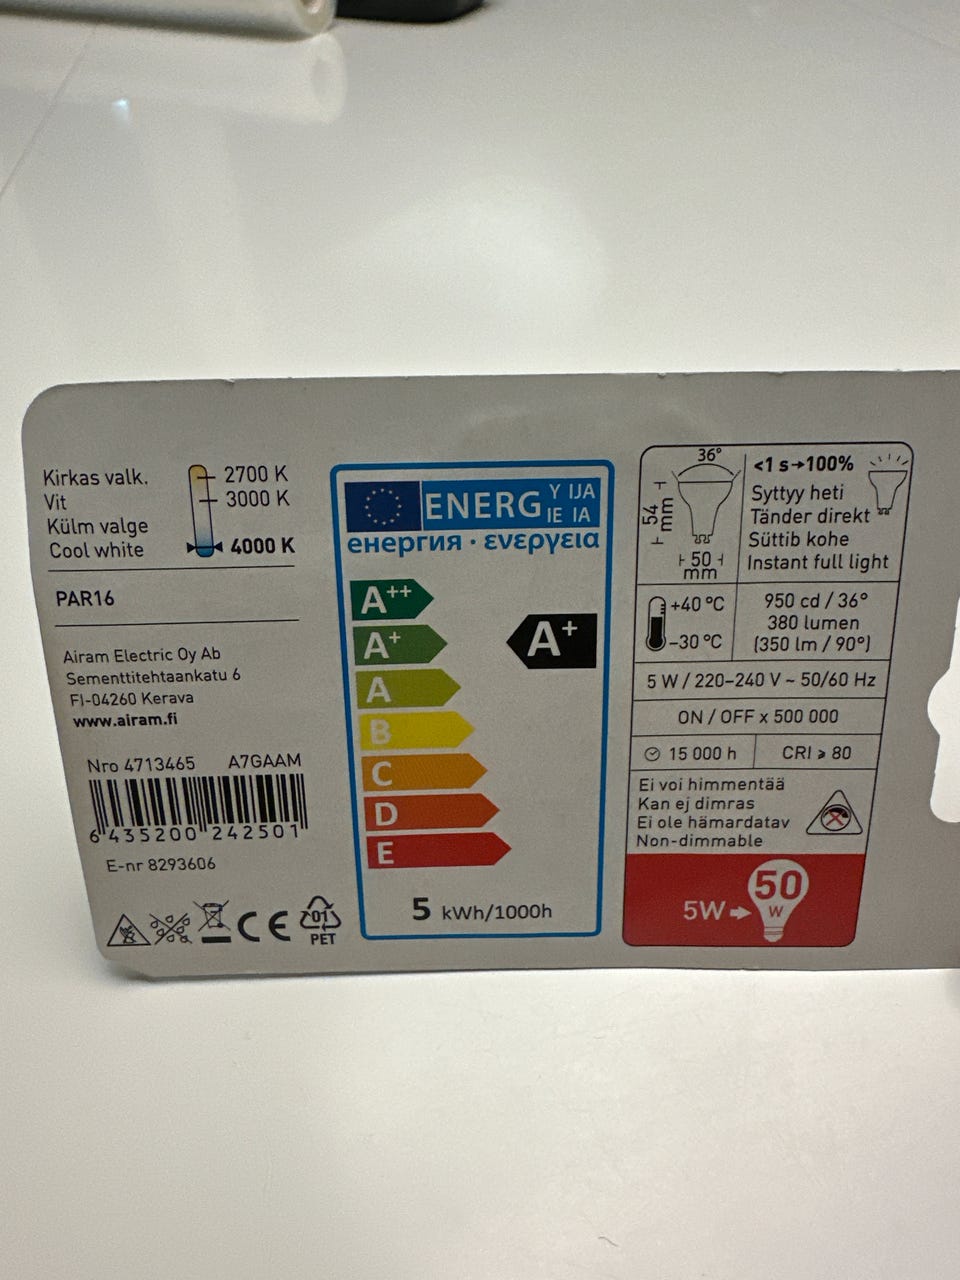 Kirkas valk.
Vit
Külm valge
Cool white
2700 K
3000 K
4000 K
PAR16
Airam Electric Oy Ab
Sementtitehtaankatu 6
FI-04260 Kerava
www.airam.fi
Nro 4713465 A7GAAM
6 435200 242501
E-nr 8293606
CE
01
PET
ENERG Y IJA
IE IA
енергия · ενεργεια
A++
A+
A
B
C
D
E
A+
5 kWh/1000h
36°
54
mm
50
mm
<1 s→100%
Syttyy heti
Tänder direkt
Süttib kohe
Instant full light
+40 °C
-30 °C
950 cd / 36°
380 lumen
(350 lm / 90°)
5 W / 220–240 V ~ 50/60 Hz
ON / OFF x 500 000
15 000 h
CRI ⩾ 80
Ei voi himmentää
Kan ej dimras
Ei ole hämardatav
Non-dimmable
5W
50
W